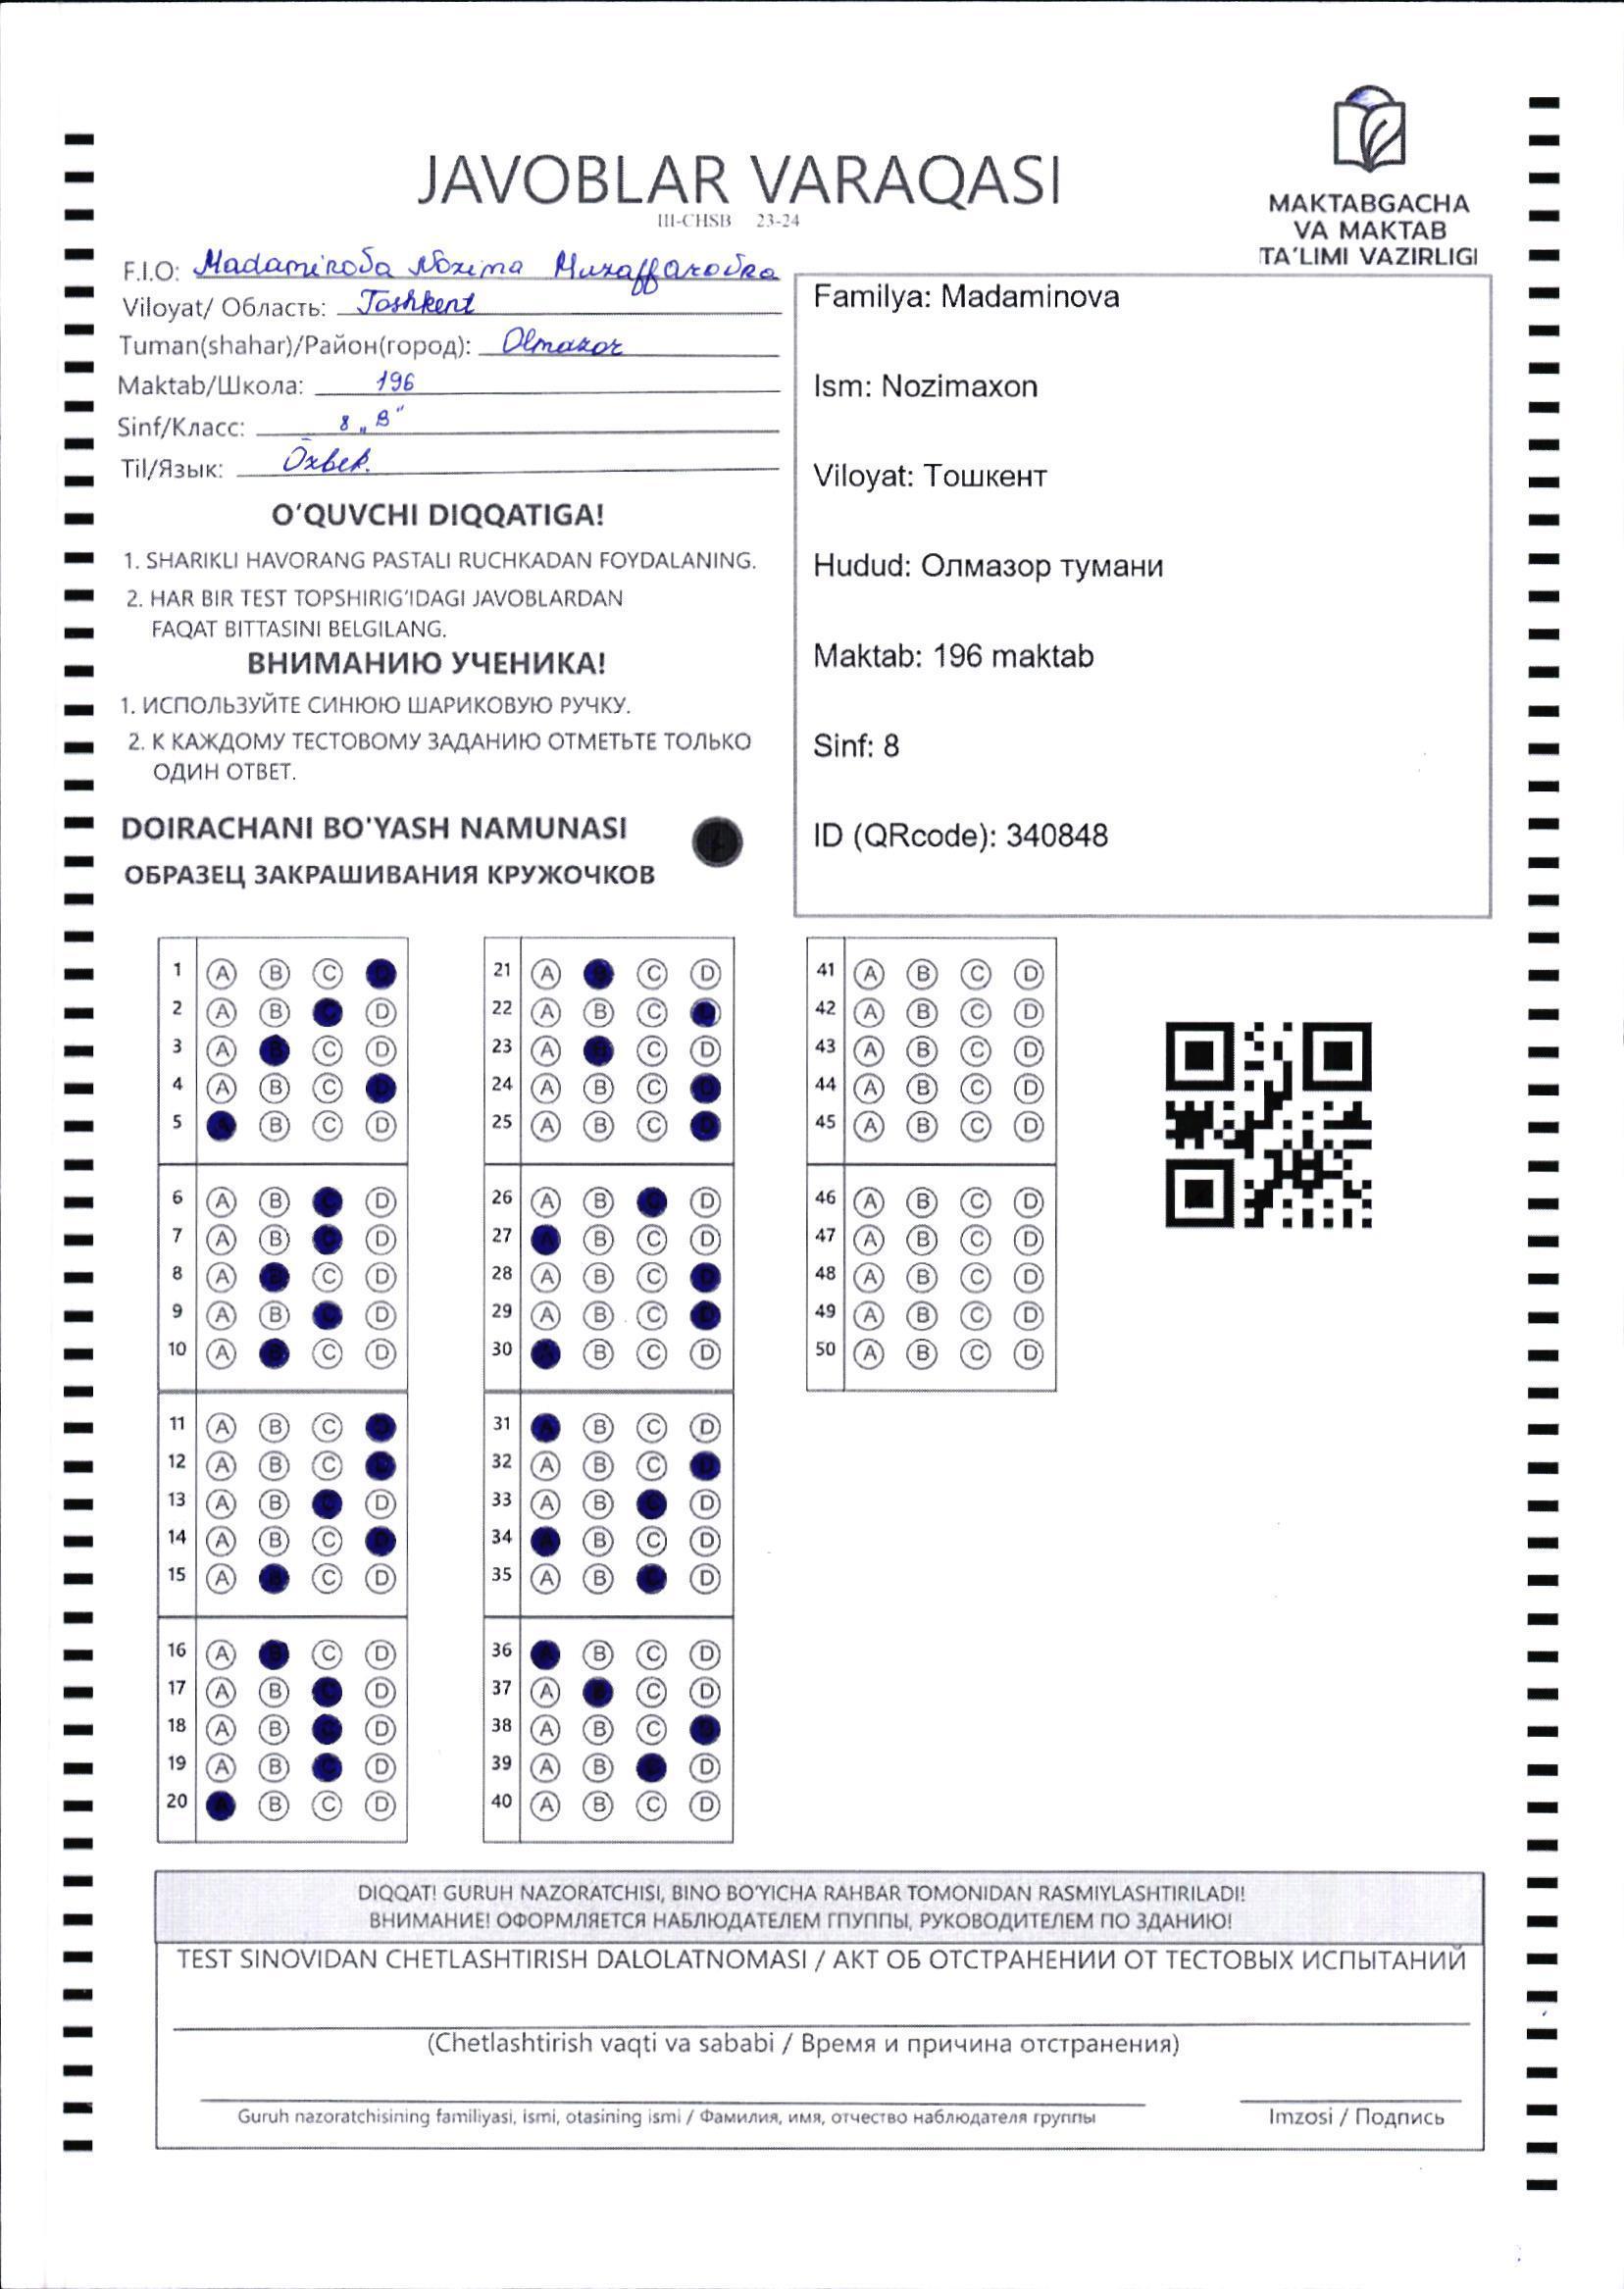 JAVOBLAR VARAQASI
III-CHSB 23-24
MAKTABGACHA
VA MAKTAB
TA'LIMI VAZIRLIGI
F.I.O: Madaminova Nozima Muzaffarovna
Viloyat/ Область: Toshkent
Tuman(shahar)/Район(город): Olmazor
Maktab/Школа: 196
Sinf/Класс: 8 „B"
Til/Язык: Ozbek.
O'QUVCHI DIQQATIGA!
1. SHARIKLI HAVORANG PASTALI RUCHKADAN FOYDALANING.
2. HAR BIR TEST TOPSHIRIG'IDAGI JAVOBLARDAN
FAQAT BITTASINI BELGILANG.
ВНИМАНИЮ УЧЕНИКА!
1. ИСПОЛЬЗУЙТЕ СИНЮЮ ШАРИКОВУЮ РУЧКУ.
2. К КАЖДОМУ ТЕСТОВОМУ ЗАДАНИЮ ОТМЕТЬТЕ ТОЛЬКО
ОДИН ОТВЕТ.
DOIRACHANI BO'YASH NAMUNASI
ОБРАЗЕЦ ЗАКРАШИВАНИЯ КРУЖОЧКОВ
Familya: Madaminova
Ism: Nozimaxon
Viloyat: Тошкент
Hudud: Олмазор тумани
Maktab: 196 maktab
Sinf: 8
ID (QRcode): 340848
1 A B C D
2 A B C D
3 A B C D
4 A B C D
5 A B C D
6 A B C D
7 A B C D
8 A B C D
9 A B C D
10 A B C D
11 A B C D
12 A B C D
13 A B C D
14 A B C D
15 A B C D
16 A B C D
17 A B C D
18 A B C D
19 A B C D
20 A B C D
21 A B C D
22 A B C D
23 A B C D
24 A B C D
25 A B C D
26 A B C D
27 A B C D
28 A B C D
29 A B C D
30 A B C D
31 A B C D
32 A B C D
33 A B C D
34 A B C D
35 A B C D
36 A B C D
37 A B C D
38 A B C D
39 A B C D
40 A B C D
41 A B C D
42 A B C D
43 A B C D
44 A B C D
45 A B C D
46 A B C D
47 A B C D
48 A B C D
49 A B C D
50 A B C D
DIQQAT! GURUH NAZORATCHISI, BINO BO'YICHA RAHBAR TOMONIDAN RASMIYLASHTIRILADI!
ВНИМАНИЕ! ОФОРМЛЯЕТСЯ НАБЛЮДАТЕЛЕМ ГПУППЫ, РУКОВОДИТЕЛЕМ ПО ЗДАНИЮ!
TEST SINOVIDAN CHETLASHTIRISH DALOLATNOMASI / АКТ ОБ ОТСТРАНЕНИИ ОТ ТЕСТОВЫХ ИСПЫТАНИЙ
(Chetlashtirish vaqti va sababi / Время и причина отстранения)
Guruh nazoratchisining familiyasi, ismi, otasining ismi / Фамилия, имя, отчество наблюдателя группы
Imzosi / Подпись